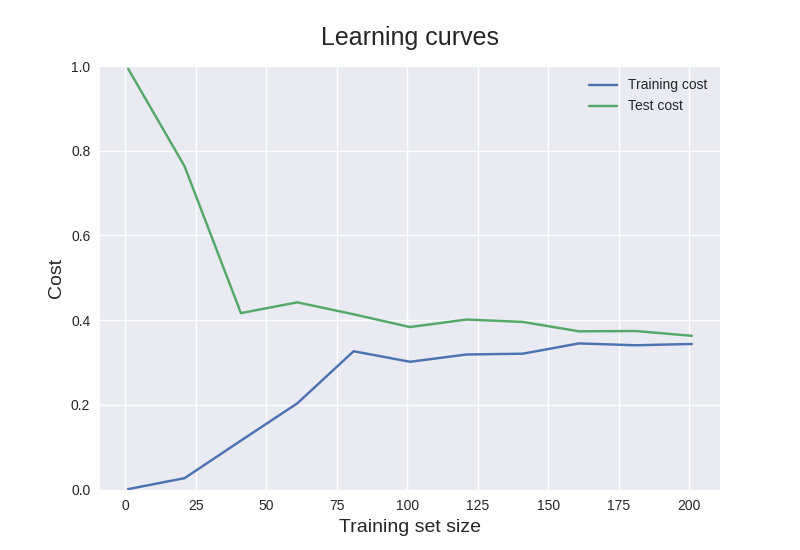 Learning curves
1.0
0.8
0.6
0.4
0.2
0.0
Cost
Training cost
Test cost
0 25 50 75 100 125 150 175 200
Training set size